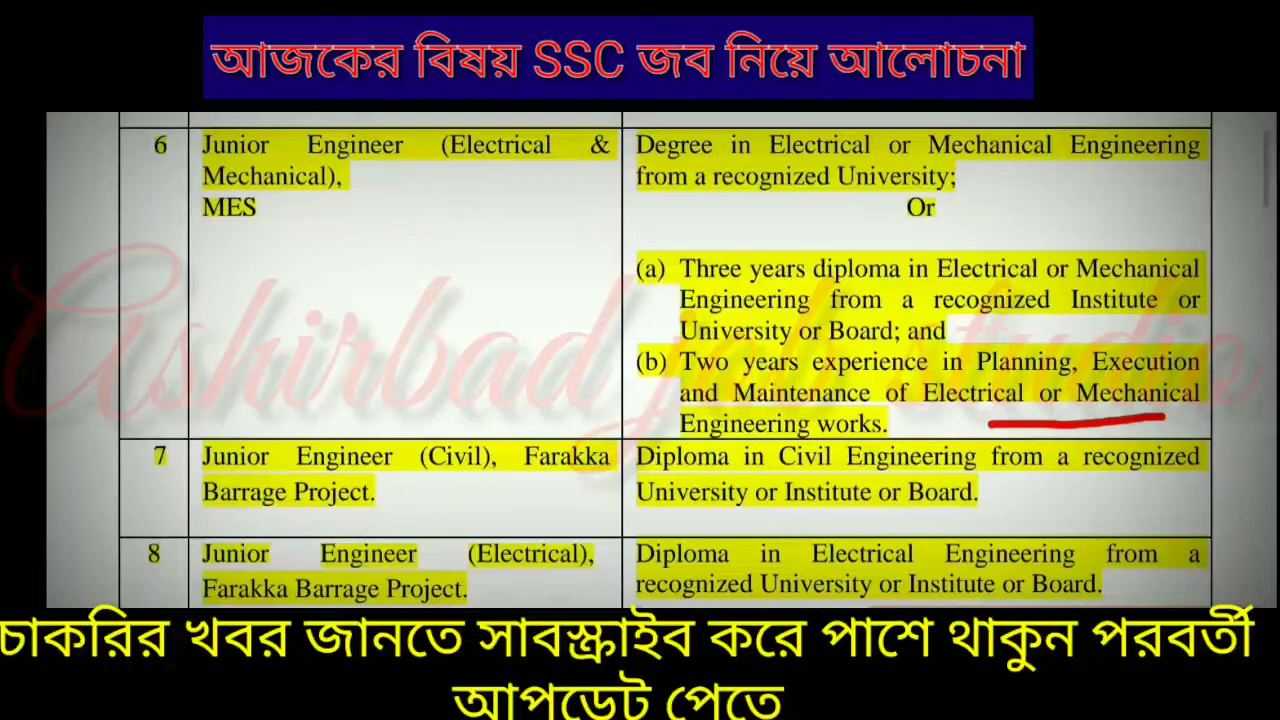 আজকের বিষয় SSC জব নিয়ে আলোচনা
6 Junior Engineer (Electrical & Degree in Electrical or Mechanical Engineering
Mechanical), from a recognized University;
MES Or
(a) Three years diploma in Electrical or Mechanical
Engineering from a recognized Institute or
University or Board; and
(b) Two years experience in Planning, Execution
and Maintenance of Electrical or Mechanical
Engineering works.
7 Junior Engineer (Civil), Farakka Diploma in Civil Engineering from a recognized
Barrage Project. University or Institute or Board.
8 Junior Engineer (Electrical), Diploma in Electrical Engineering from a
Farakka Barrage Project. recognized University or Institute or Board.
Ashirbad job studio
চাকরির খবর জানতে সাবস্ক্রাইব করে পাশে থাকুন পরবর্তী
আপডেট পেতে